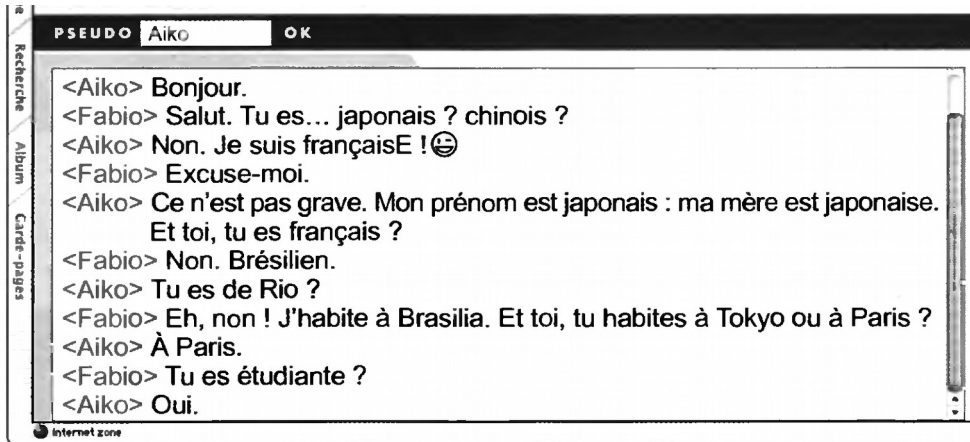 PSEUDO Aiko OK
Recherche
Album
<Aiko> Bonjour.
<Fabio> Salut. Tu es... japonais ? chinois ?
<Aiko> Non. Je suis françaisE !😄
<Fabio> Excuse-moi.
<Aiko> Ce n'est pas grave. Mon prénom est japonais : ma mère est japonaise.
Et toi, tu es français ?
<Fabio> Non. Brésilien.
<Aiko> Tu es de Rio ?
<Fabio> Eh, non ! J'habite à Brasilia. Et toi, tu habites à Tokyo ou à Paris ?
<Aiko> À Paris.
<Fabio> Tu es étudiante ?
<Aiko> Oui.
Internet zone